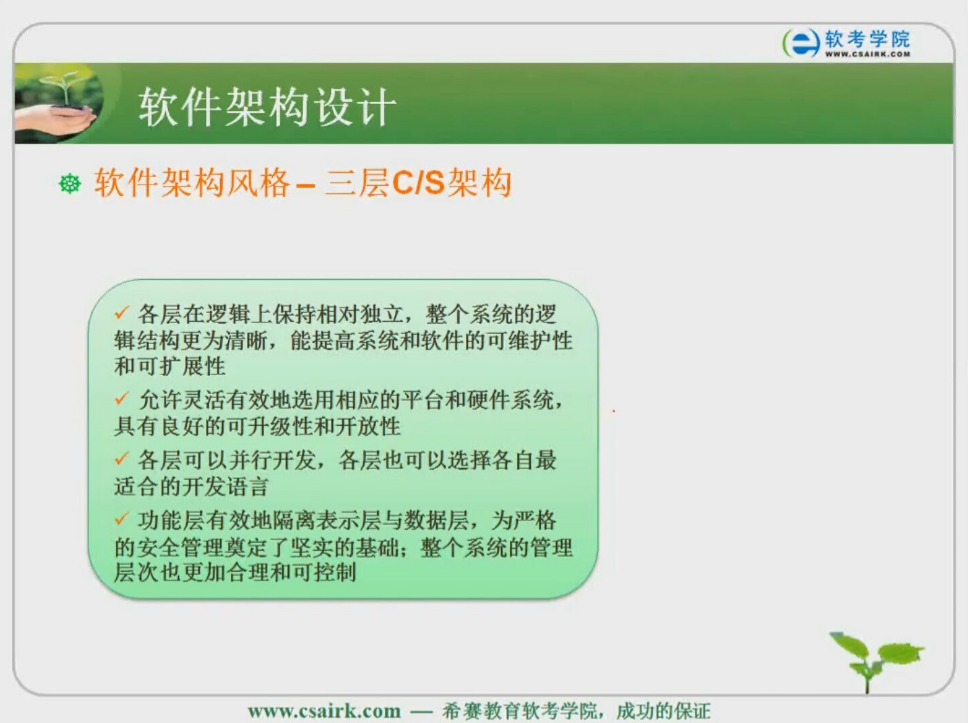 软考学院
WWW.CSAIRK.COM
软件架构设计
软件架构风格 – 三层C/S架构
✓ 各层在逻辑上保持相对独立，整个系统的逻
辑结构更为清晰，能提高系统和软件的可维护性
和可扩展性
✓ 允许灵活有效地选用相应的平台和硬件系统，
具有良好的可升级性和开放性
✓ 各层可以并行开发，各层也可以选择各自最
适合的开发语言
✓ 功能层有效地隔离表示层与数据层，为严格
的安全管理奠定了坚实的基础；整个系统的管理
层次也更加合理和可控制
www.csairk.com — 希赛教育软考学院，成功的保证